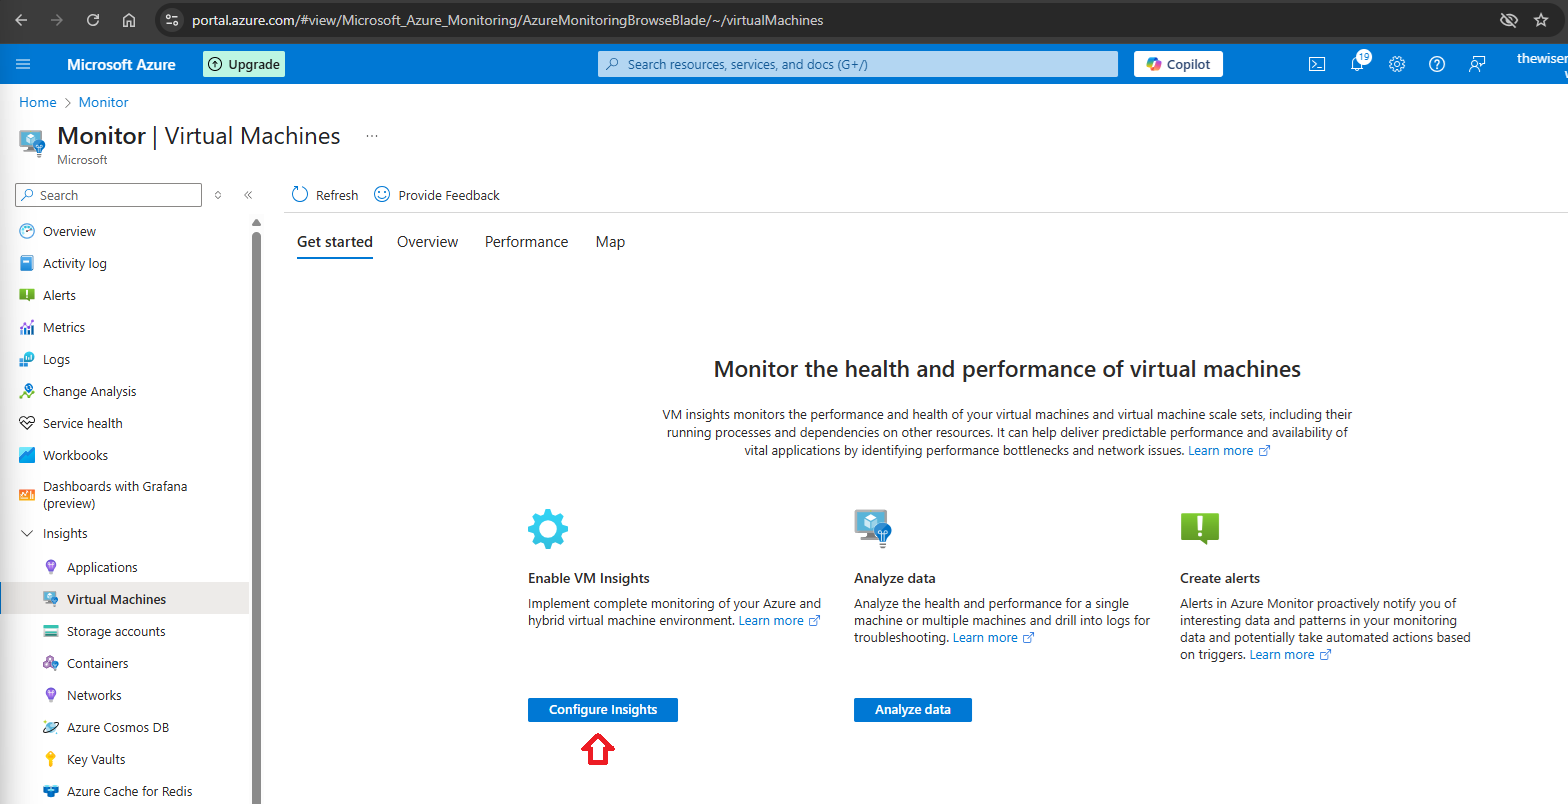 portal.azure.com/#view/Microsoft_Azure_Monitoring/AzureMonitoringBrowseBlade/~/virtualMachines
Microsoft Azure
Upgrade
Search resources, services, and docs (G+/)
Copilot
19
Home > Monitor
Monitor | Virtual Machines
...
Microsoft
Search
Refresh
Provide Feedback
Get started
Overview
Performance
Map
Overview
Activity log
Alerts
Metrics
Logs
Change Analysis
Service health
Workbooks
Dashboards with Grafana
(preview)
Insights
Applications
Virtual Machines
Storage accounts
Containers
Networks
Azure Cosmos DB
Key Vaults
Azure Cache for Redis
Monitor the health and performance of virtual machines
VM insights monitors the performance and health of your virtual machines and virtual machine scale sets, including their
running processes and dependencies on other resources. It can help deliver predictable performance and availability of
vital applications by identifying performance bottlenecks and network issues. Learn more
Enable VM Insights
Implement complete monitoring of your Azure and
hybrid virtual machine environment. Learn more
Configure Insights
Analyze data
Analyze the health and performance for a single
machine or multiple machines and drill into logs for
troubleshooting. Learn more
Analyze data
Create alerts
Alerts in Azure Monitor proactively notify you of
interesting data and patterns in your monitoring
data and potentially take automated actions based
on triggers. Learn more